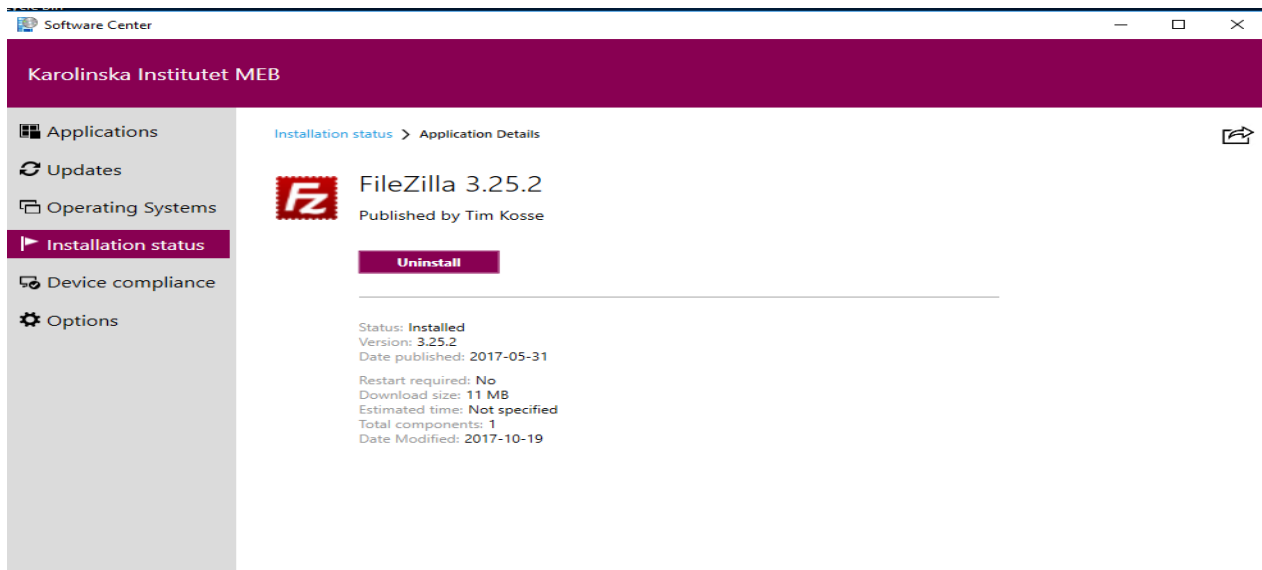 Software Center
Karolinska Institutet MEB
Applications
Updates
Operating Systems
Installation status
Device compliance
Options
Installation status > Application Details
Fz
FileZilla 3.25.2
Published by Tim Kosse
Uninstall
Status: Installed
Version: 3.25.2
Date published: 2017-05-31
Restart required: No
Download size: 11 MB
Estimated time: Not specified
Total components: 1
Date Modified: 2017-10-19